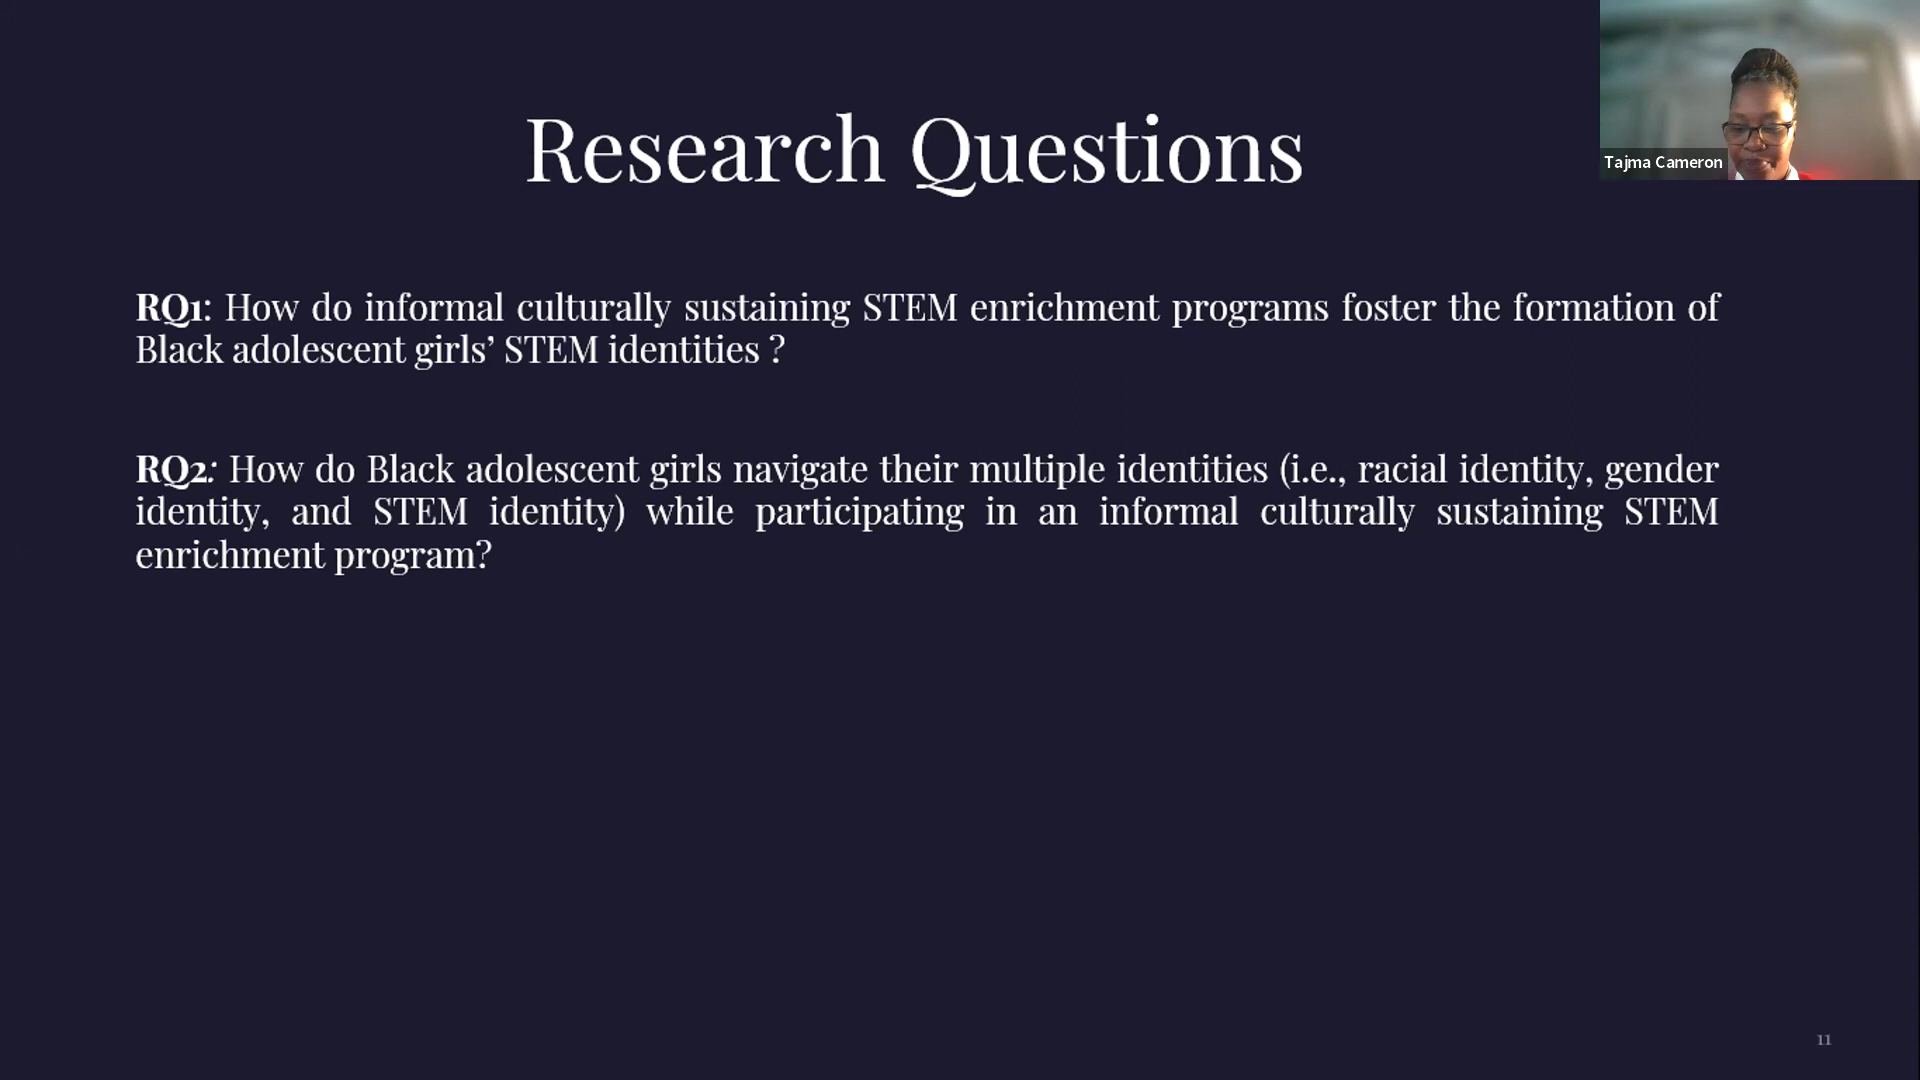 Research Questions
Tajma Cameron
RQ1: How do informal culturally sustaining STEM enrichment programs foster the formation of
Black adolescent girls’ STEM identities ?
RQ2: How do Black adolescent girls navigate their multiple identities (i.e., racial identity, gender
identity, and STEM identity) while participating in an informal culturally sustaining STEM
enrichment program?
11